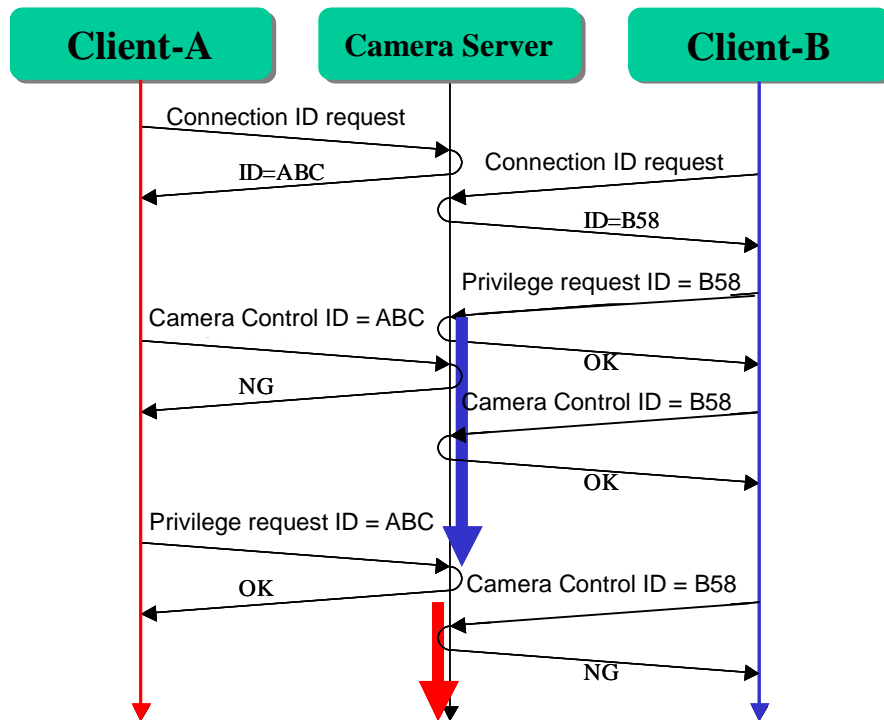 Client-A
Camera Server
Client-B
Connection ID request
Connection ID request
ID=ABC
ID=B58
Privilege request ID = B58
Camera Control ID = ABC
OK
NG
Camera Control ID = B58
OK
Privilege request ID = ABC
Camera Control ID = B58
OK
NG